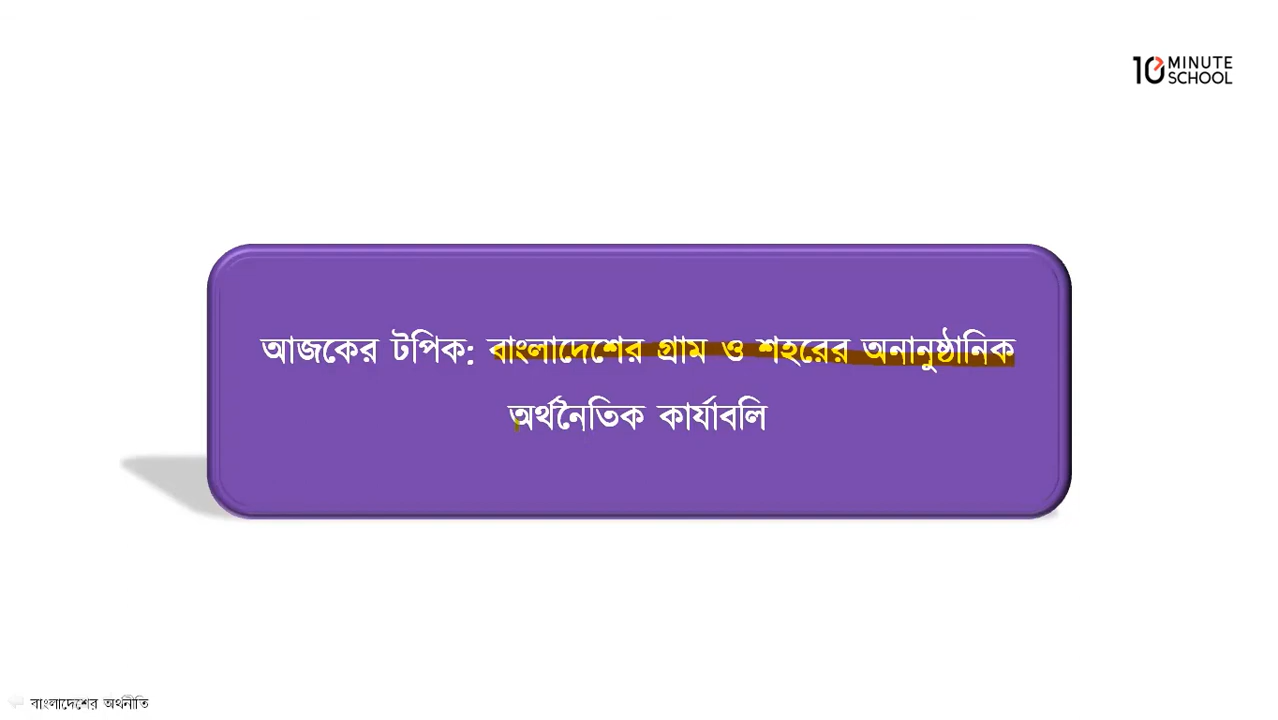 10 MINUTE
SCHOOL
আজকের টপিক: বাংলাদেশের গ্রাম ও শহরের অনানুষ্ঠানিক
অর্থনৈতিক কার্যাবলি
বাংলাদেশের অর্থনীতি